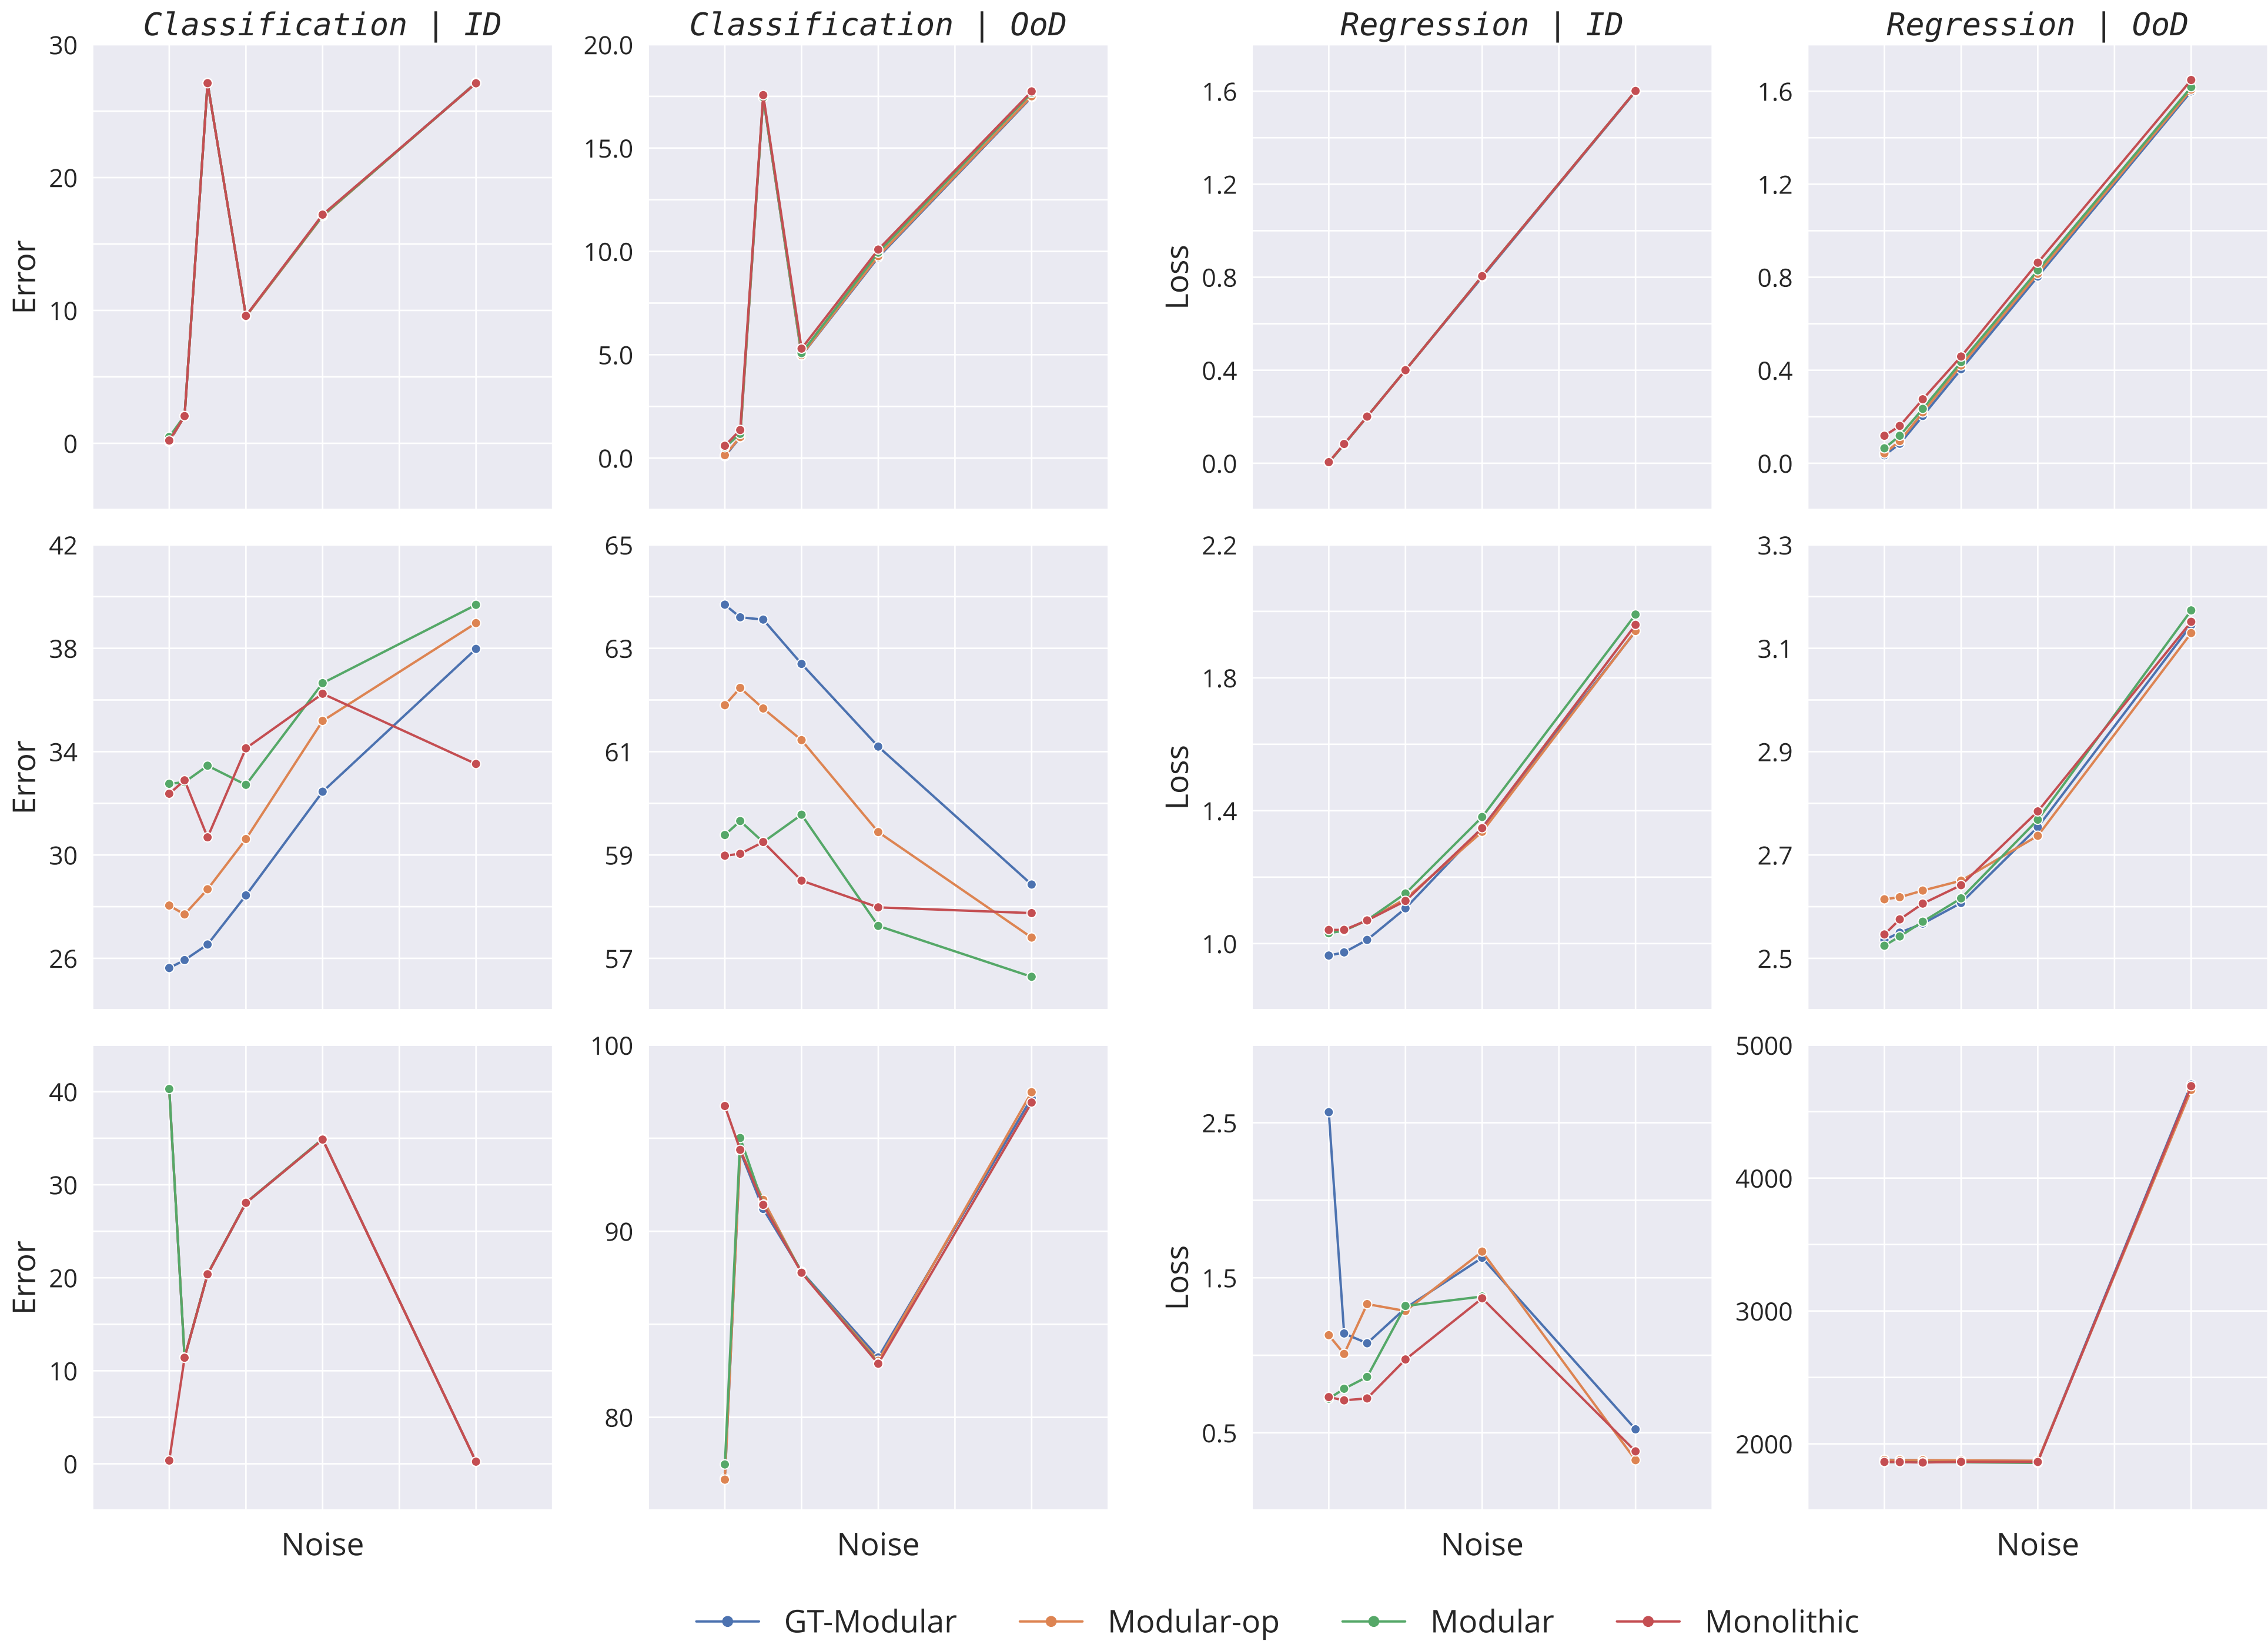 Classification | ID
Classification | OoD
Regression | ID
Regression | OoD
30
20
10
0
Error
20.0
15.0
10.0
5.0
0.0
1.6
1.2
0.8
0.4
0.0
Loss
1.6
1.2
0.8
0.4
0.0
42
38
34
30
26
Error
65
63
61
59
57
2.2
1.8
1.4
1.0
Loss
3.3
3.1
2.9
2.7
2.5
40
30
20
10
0
Error
100
90
80
2.5
1.5
0.5
Loss
5000
4000
3000
2000
Noise
Noise
Noise
Noise
GT-Modular
Modular-op
Modular
Monolithic